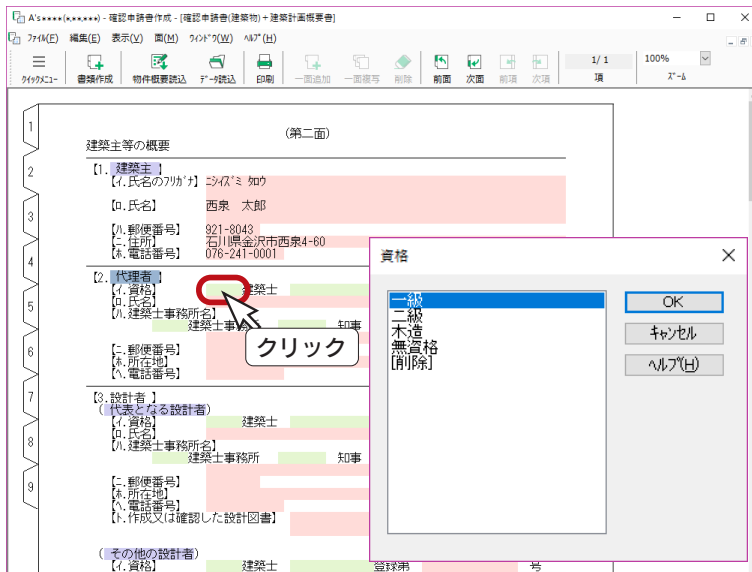 A's****(*.***.***) - 確認申請書作成 - [確認申請書(建築物)+建築計画概要書]
ﾌｧｲﾙ(F) 編集(E) 表示(V) 面(M) ｳｨﾝﾄﾞｳ(W) ﾍﾙﾌﾟ(H)
ｸｲｯｸﾒﾆｭｰ 書類作成 物件概要読込 ﾃﾞｰﾀ読込 印刷 一面追加 一面複写 削除 前面 次面 前項 次項
1/ 1
項
100%
ｽﾞｰﾑ
1
2
3
4
5
6
7
8
9
(第二面)
建築主等の概要
【1. 建築主 】
【ｲ.氏名のﾌﾘｶﾞﾅ】 ﾆｼｲｽﾞﾐ ﾀﾛｳ
【ﾛ.氏名】 西泉 太郎
【ﾊ.郵便番号】 921-8043
【ﾆ.住所】 石川県金沢市西泉4-60
【ﾎ.電話番号】 076-241-0001
【2. 代理者 】
【ｲ.資格】 建築士
【ﾛ.氏名】
【ﾊ.建築士事務所名】
建築士事務所 知事
【ﾆ.郵便番号】
【ﾎ.所在地】
【ﾍ.電話番号】
クリック
【3.設計者 】
( 代表となる設計者)
【ｲ.資格】 建築士
【ﾛ.氏名】
【ﾊ.建築士事務所名】
建築士事務所 知事
【ﾆ.郵便番号】
【ﾎ.所在地】
【ﾍ.電話番号】
【ﾄ.作成又は確認した設計図書】
( その他の設計者)
【ｲ.資格】 建築士 登録第 号
資格
一級
二級
木造
無資格
[削除]
OK
ｷｬﾝｾﾙ
ﾍﾙﾌﾟ(H)